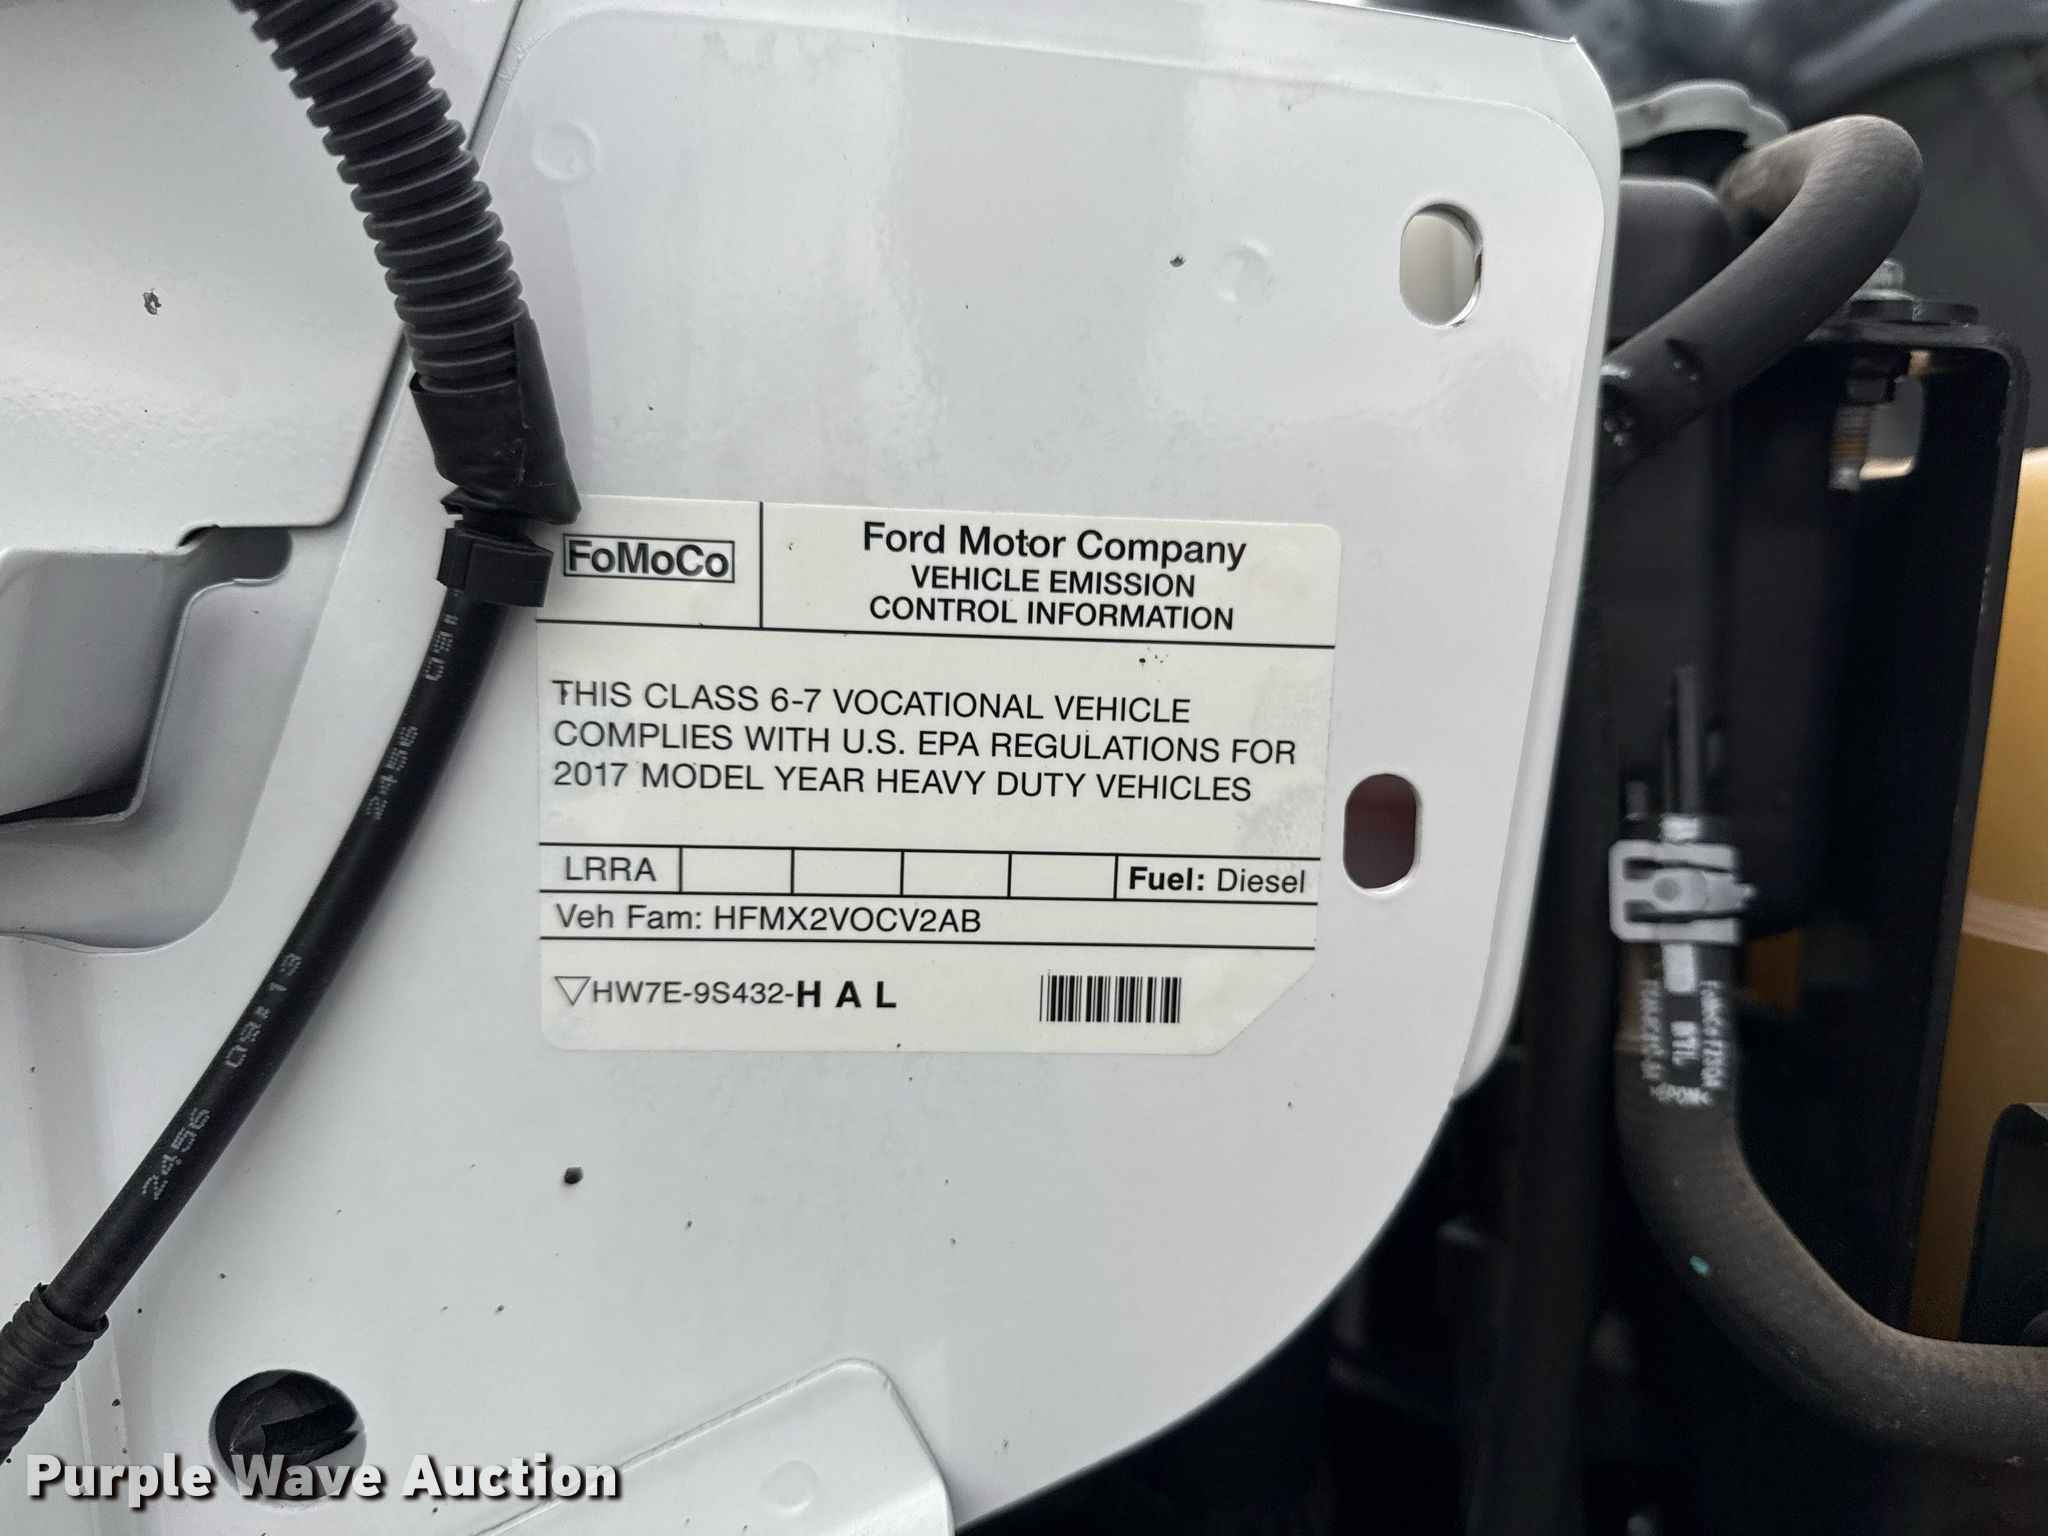 FoMoCo
Ford Motor Company
VEHICLE EMISSION
CONTROL INFORMATION
THIS CLASS 6-7 VOCATIONAL VEHICLE
COMPLIES WITH U.S. EPA REGULATIONS FOR
2017 MODEL YEAR HEAVY DUTY VEHICLES
LRRA
Fuel: Diesel
Veh Fam: HFMX2VOCV2AB
HW7E-9S432-H A L
Purple Wave Auction